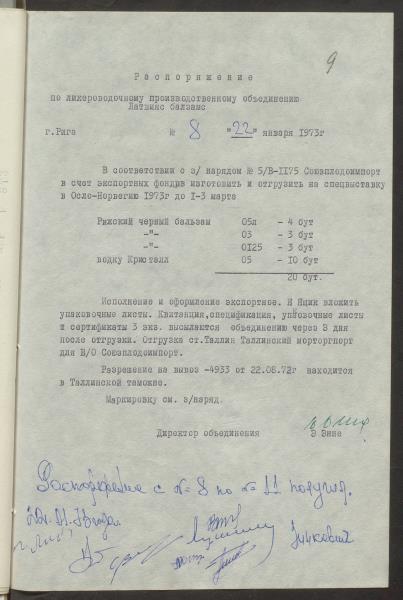 9
Распоряжение
по ликероводочному производственному объединению
Латвияс балзамс
г.Рига № 8 "22" января 1973г
В соответствии с з/ нарядом № 5/В-II75 Союзплодоимпорт
в счет экспортных фондов изготовить и отгрузить на спецвыставку
в Осло-Норвегию 1973г до I-3 марта
Рижский черный бальзам 05л - 4 бут
-"- 03 - 3 бут
-"- 0I25 - 3 бут
водку Кристалл 05 - 10 бут
20 бут.
Исполнение и оформление экспортное. В Ящик вложить
упаковочные листы. Квитанция,спецификация, упаковочные листы
и сертификаты 3 экз. высылаются объединению через 3 дня
после отгрузки. Отгрузка ст.Таллин Таллинский морторгпорт
для В/О Союзплодоимпорт.
Разрешение на вывоз -4933 от 22.08.72г находится
в Таллинской таможне.
Маркировку см. з/наряд.
Директор объединения Э Энне
Распоряжение с № 8 по № 11 получил.